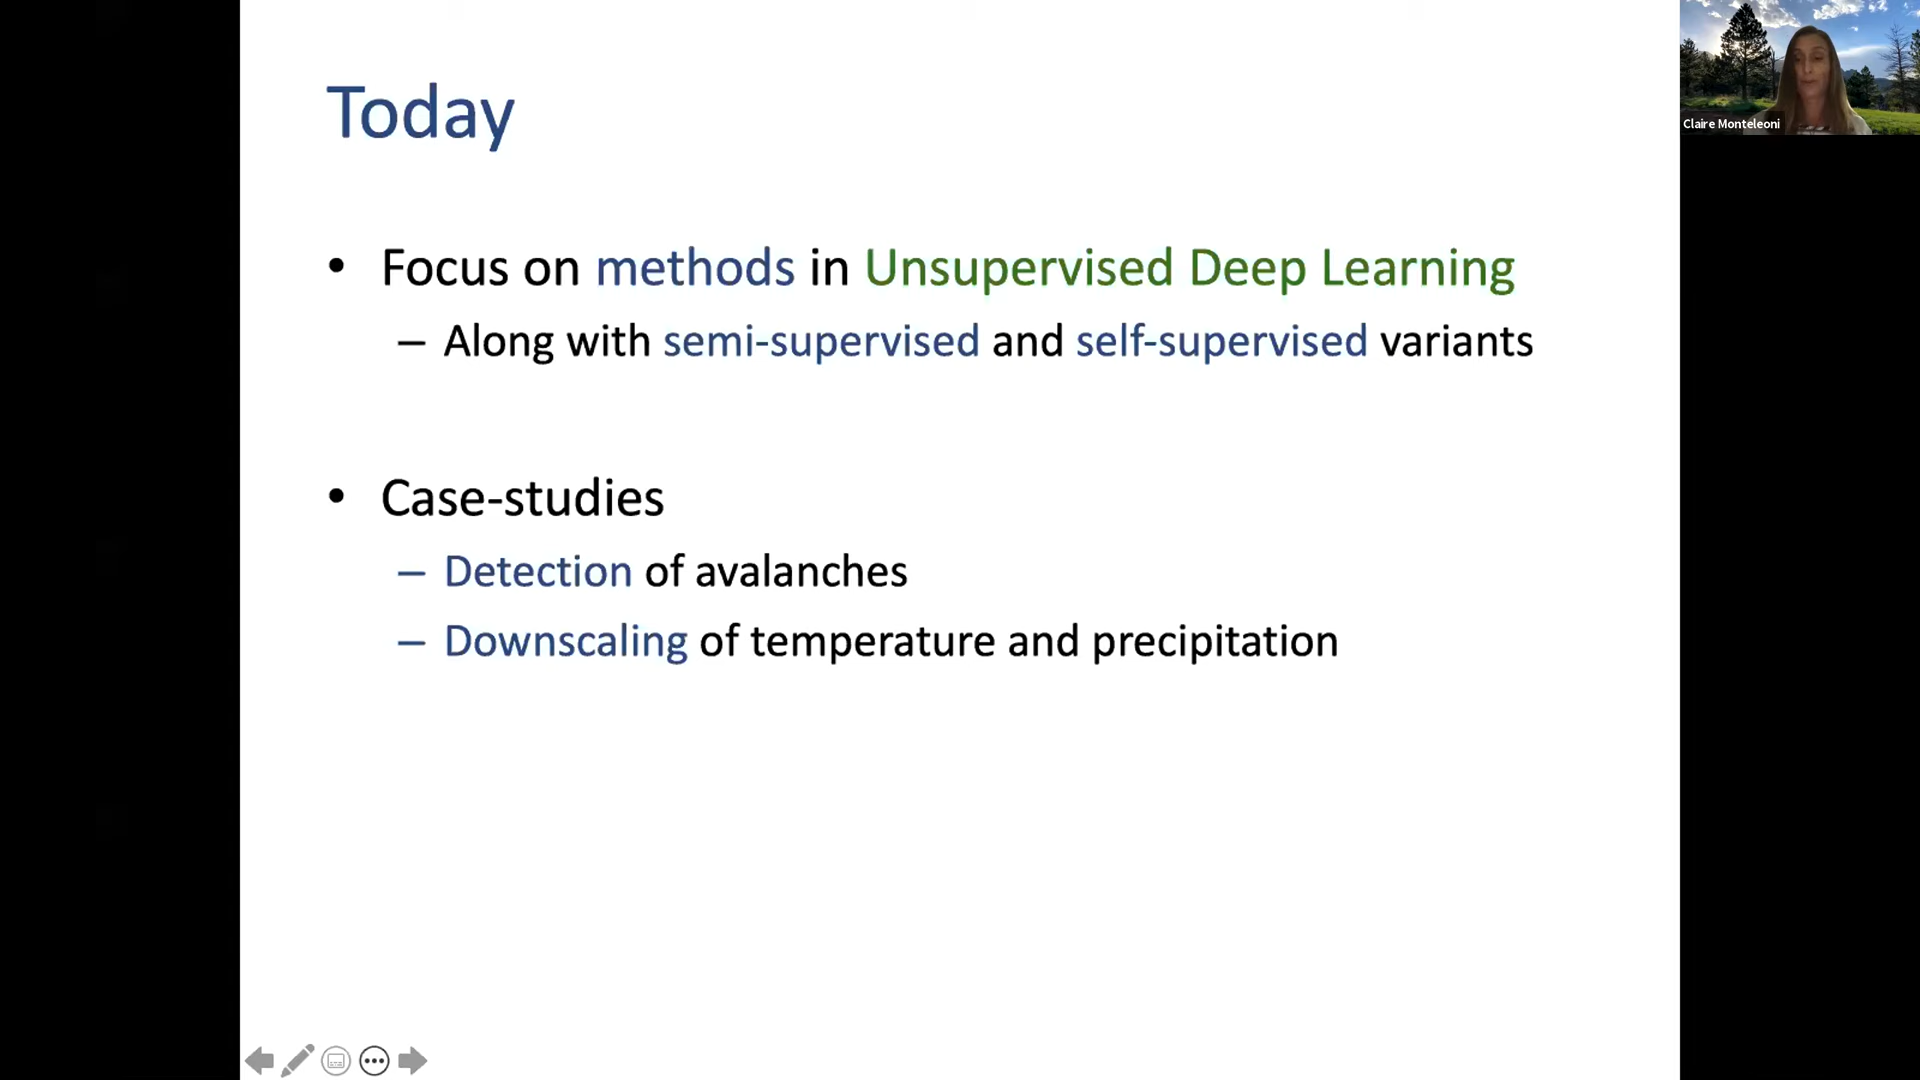 Today
• Focus on methods in Unsupervised Deep Learning
– Along with semi-supervised and self-supervised variants
• Case-studies
– Detection of avalanches
– Downscaling of temperature and precipitation
Claire Monteleoni